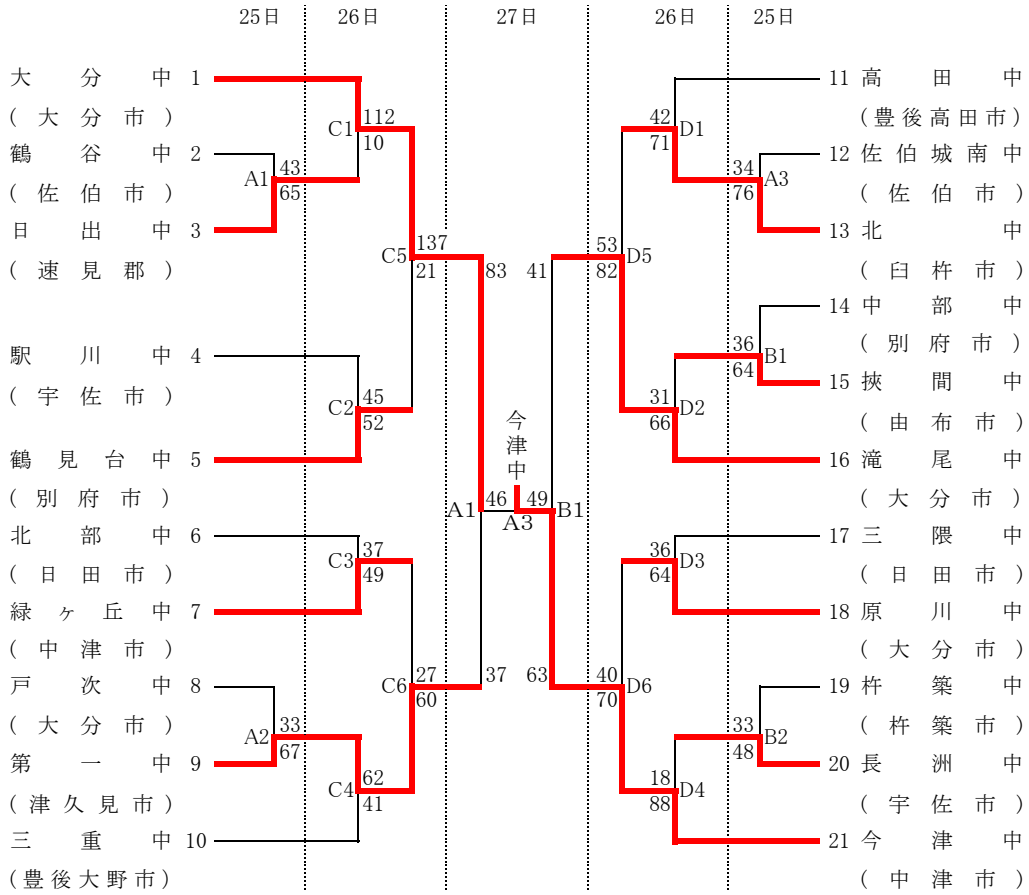 25日 26日 27日 26日 25日
大分中 1
(大分市)
鶴谷中 2
(佐伯市)
日出中 3
(速見郡)
駅川中 4
(宇佐市)
鶴見台中 5
(別府市)
北部中 6
(日田市)
緑ヶ丘中 7
(中津市)
戸次中 8
(大分市)
第一中 9
(津久見市)
三重中 10
(豊後大野市)
A1
43
65
A2
33
67
C1
112
10
C2
45
52
C3
37
49
C4
62
41
C5
137
21
C6
27
60
83
A1
37
今津中
46 49
A3
41
B1
63
53
82
D5
40
70
D6
42
71
D1
31
66
D2
36
64
D3
18
88
D4
34
76
A3
36
64
B1
33
48
B2
11 高田中
(豊後高田市)
12 佐伯城南中
(佐伯市)
13 北中
(臼杵市)
14 中部中
(別府市)
15 挾間中
(由布市)
16 滝尾中
(大分市)
17 三隈中
(日田市)
18 原川中
(大分市)
19 杵築中
(杵築市)
20 長洲中
(宇佐市)
21 今津中
(中津市)